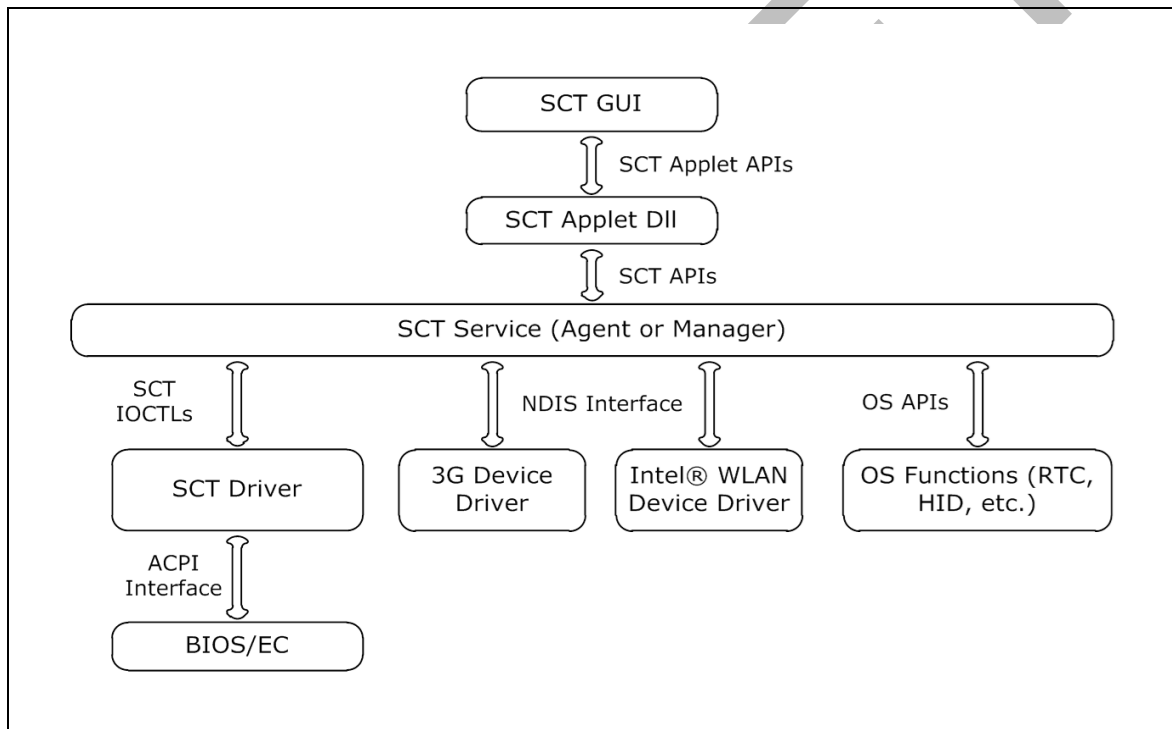 SCT GUI
SCT Applet APIs
SCT Applet Dll
SCT APIs
SCT Service (Agent or Manager)
SCT
IOCTLs
NDIS Interface
OS APIs
SCT Driver
3G Device
Driver
Intel® WLAN
Device Driver
OS Functions (RTC,
HID, etc.)
ACPI
Interface
BIOS/EC